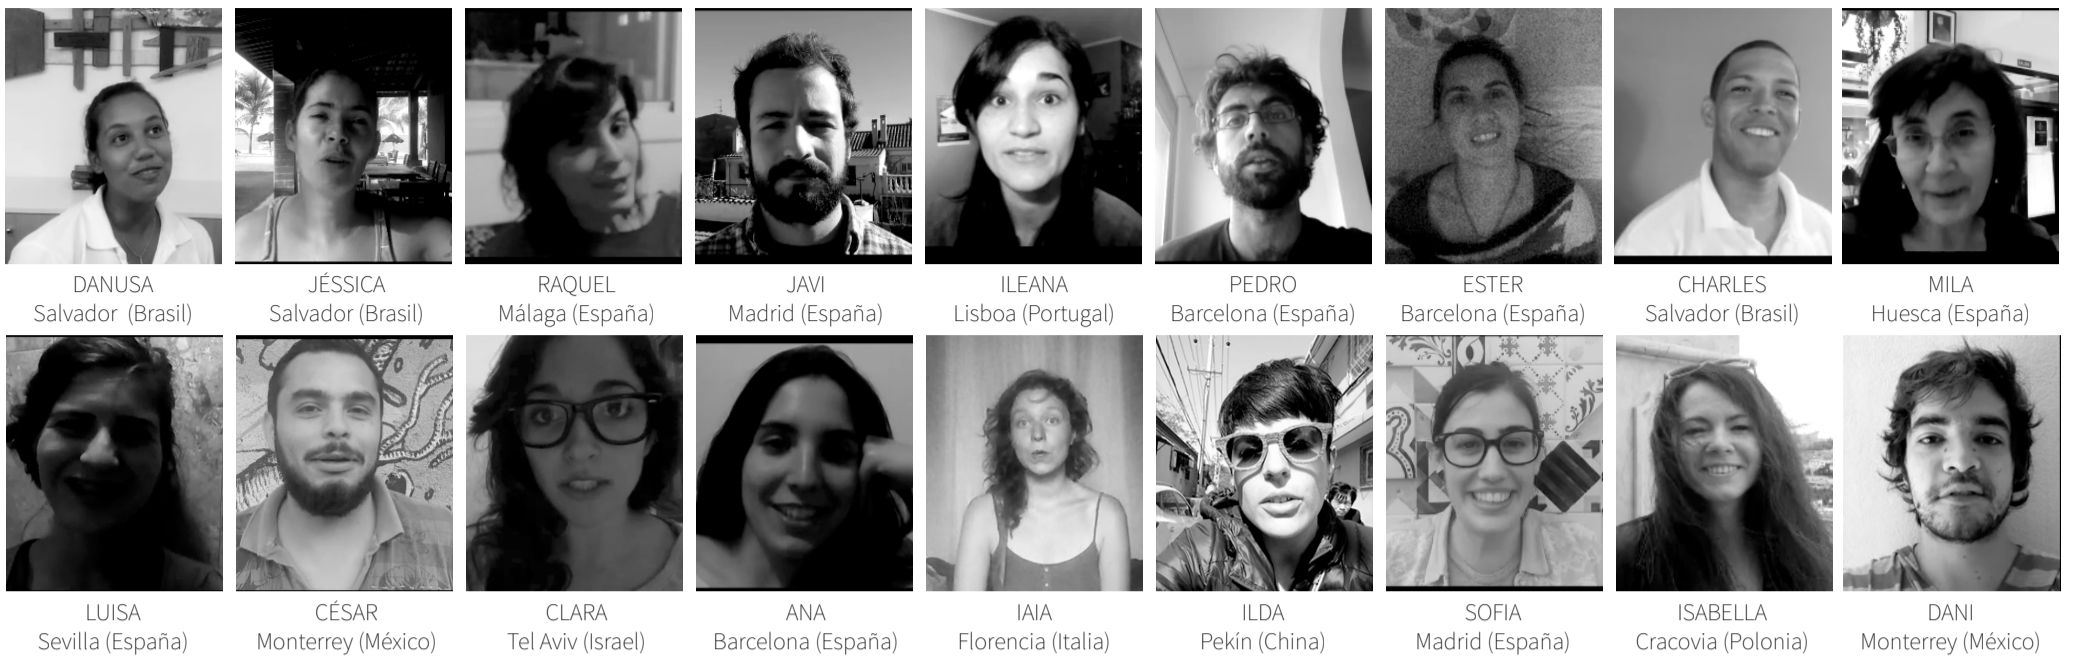 DANUSA
Salvador (Brasil)
JÉSSICA
Salvador (Brasil)
RAQUEL
Málaga (España)
JAVI
Madrid (España)
ILEANA
Lisboa (Portugal)
PEDRO
Barcelona (España)
ESTER
Barcelona (España)
CHARLES
Salvador (Brasil)
MILA
Huesca (España)
LUISA
Sevilla (España)
CÉSAR
Monterrey (México)
CLARA
Tel Aviv (Israel)
ANA
Barcelona (España)
IAIA
Florencia (Italia)
ILDA
Pekín (China)
SOFIA
Madrid (España)
ISABELLA
Cracovia (Polonia)
DANI
Monterrey (México)